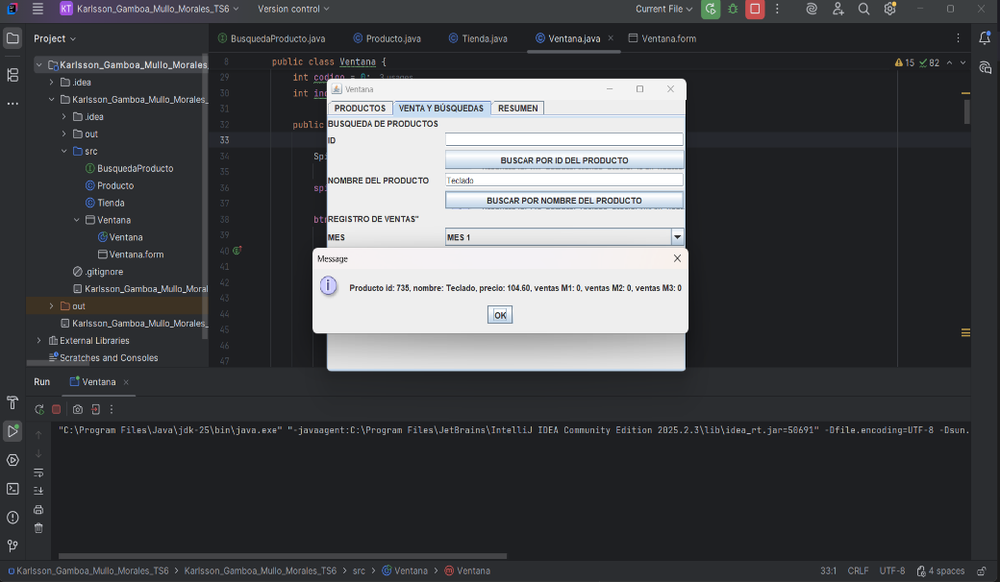 KT Karlsson_Gamboa_Mullo_Morales_TS6 Version control Current File
Project
BusquedaProducto.java Producto.java Tienda.java Ventana.java Ventana.form
Karlsson_Gamboa_Mullo_Morales_
.idea
Karlsson_Gamboa_Mullo_Morales_
.idea
out
src
BusquedaProducto
Producto
Tienda
Ventana
Ventana
Ventana.form
.gitignore
Karlsson_Gamboa_Mullo_Moral
out
Karlsson_Gamboa_Mullo_Morales_
External Libraries
Scratches and Consoles
8 public class Ventana { 15 82
29 int codigo = 0; 3 usages
30 int
31
32 public
33
34 Spi
35
36 spi
37
38 bt
39
40
41
42
43
44
45
46
47
Ventana
PRODUCTOS VENTA Y BÚSQUEDAS RESUMEN
BUSQUEDA DE PRODUCTOS
ID
BUSCAR POR ID DEL PRODUCTO
NOMBRE DEL PRODUCTO Teclado
BUSCAR POR NOMBRE DEL PRODUCTO
REGISTRO DE VENTAS"
MES MES 1
Message
Producto id: 735, nombre: Teclado, precio: 104.60, ventas M1: 0, ventas M2: 0, ventas M3: 0
OK
Run Ventana
"C:\Program Files\Java\jdk-25\bin\java.exe" "-javaagent:C:\Program Files\JetBrains\IntelliJ IDEA Community Edition 2025.2.3\lib\idea_rt.jar=50691" -Dfile.encoding=UTF-8 -Dsun.
Karlsson_Gamboa_Mullo_Morales_TS6 > Karlsson_Gamboa_Mullo_Morales_TS6 > src > Ventana > Ventana 33:1 CRLF UTF-8 4 spaces